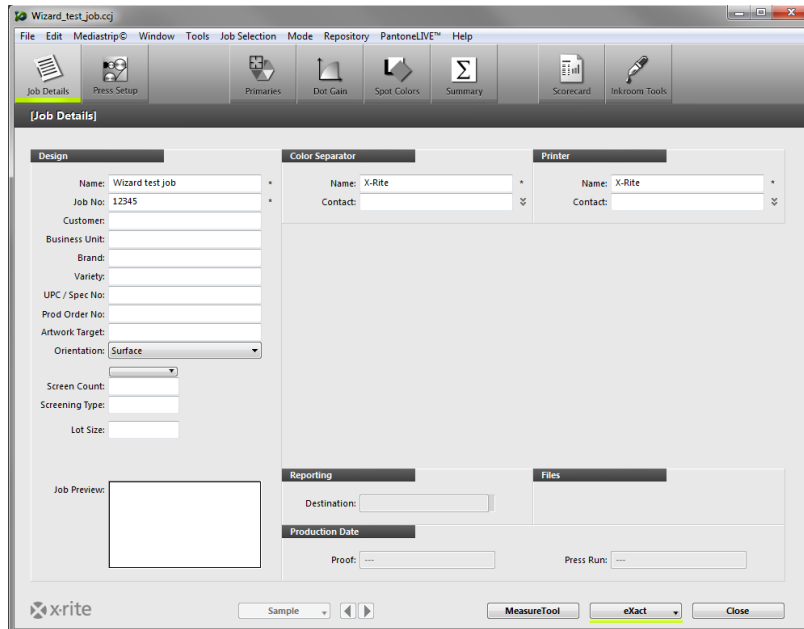 Wizard_test_job.ccj
File Edit Mediastrip© Window Tools Job Selection Mode Repository PantoneLIVE™ Help
Job Details Press Setup Primaries Dot Gain Spot Colors Summary Scorecard Inkroom Tools
[Job Details]
Design Color Separator Printer
Name: Wizard test job * Name: X-Rite * Name: X-Rite *
Job No: 12345 * Contact: Contact:
Customer:
Business Unit:
Brand:
Variety:
UPC / Spec No:
Prod Order No:
Artwork Target:
Orientation: Surface
Screen Count:
Screening Type:
Lot Size:
Reporting Files
Job Preview:
Destination:
Production Date
Proof: --- Press Run: ---
x·rite Sample MeasureTool eXact Close